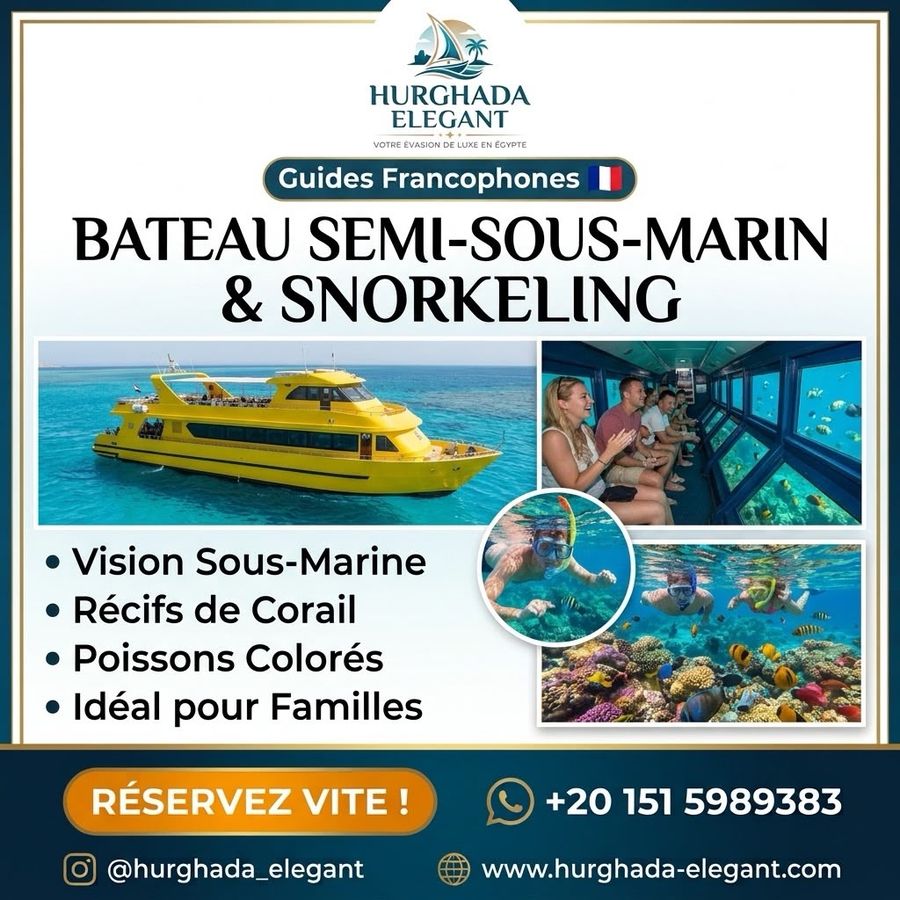 HURGHADA
ELEGANT
VOTRE ÉVASION DE LUXE EN ÉGYPTE
Guides Francophones 🇫🇷
BATEAU SEMI-SOUS-MARIN
& SNORKELING
• Vision Sous-Marine
• Récifs de Corail
• Poissons Colorés
• Idéal pour Familles
RÉSERVEZ VITE !
+20 151 5989383
@hurghada_elegant
www.hurghada-elegant.com